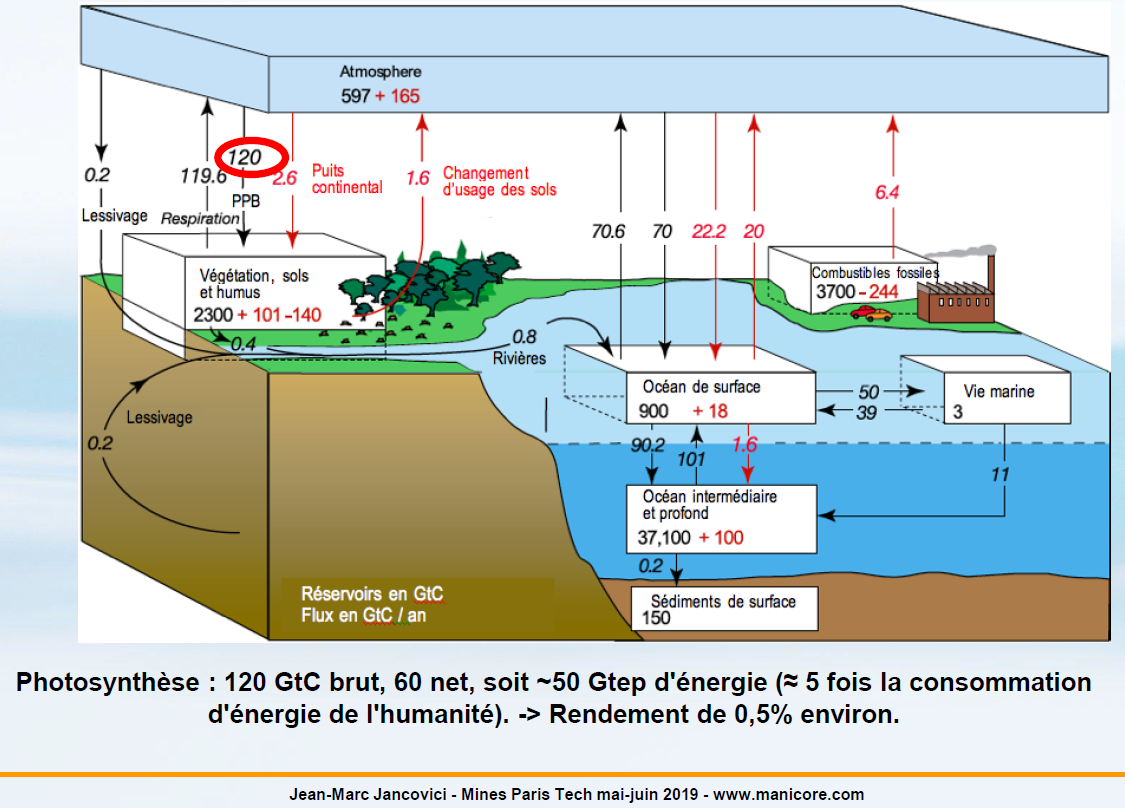 Atmosphere
597 + 165
120
0.2
119.6
2.6
Puits
continental
1.6
Changement
d'usage des sols
6.4
PPB
Lessivage
Respiration
70.6
70
22.2
20
Végétation, sols
et humus
2300 + 101 -140
Combustibles fossiles
3700 - 244
0.4
0.8
Rivières
Océan de surface
900 + 18
50
39
Vie marine
3
Lessivage
0.2
90.2
101
1.6
11
Océan intermédiaire
et profond
37,100 + 100
0.2
Sédiments de surface
150
Réservoirs en GtC
Flux en GtC / an
Photosynthèse : 120 GtC brut, 60 net, soit ~50 Gtep d'énergie (≈ 5 fois la consommation
d'énergie de l'humanité). -> Rendement de 0,5% environ.
Jean-Marc Jancovici - Mines Paris Tech mai-juin 2019 - www.manicore.com